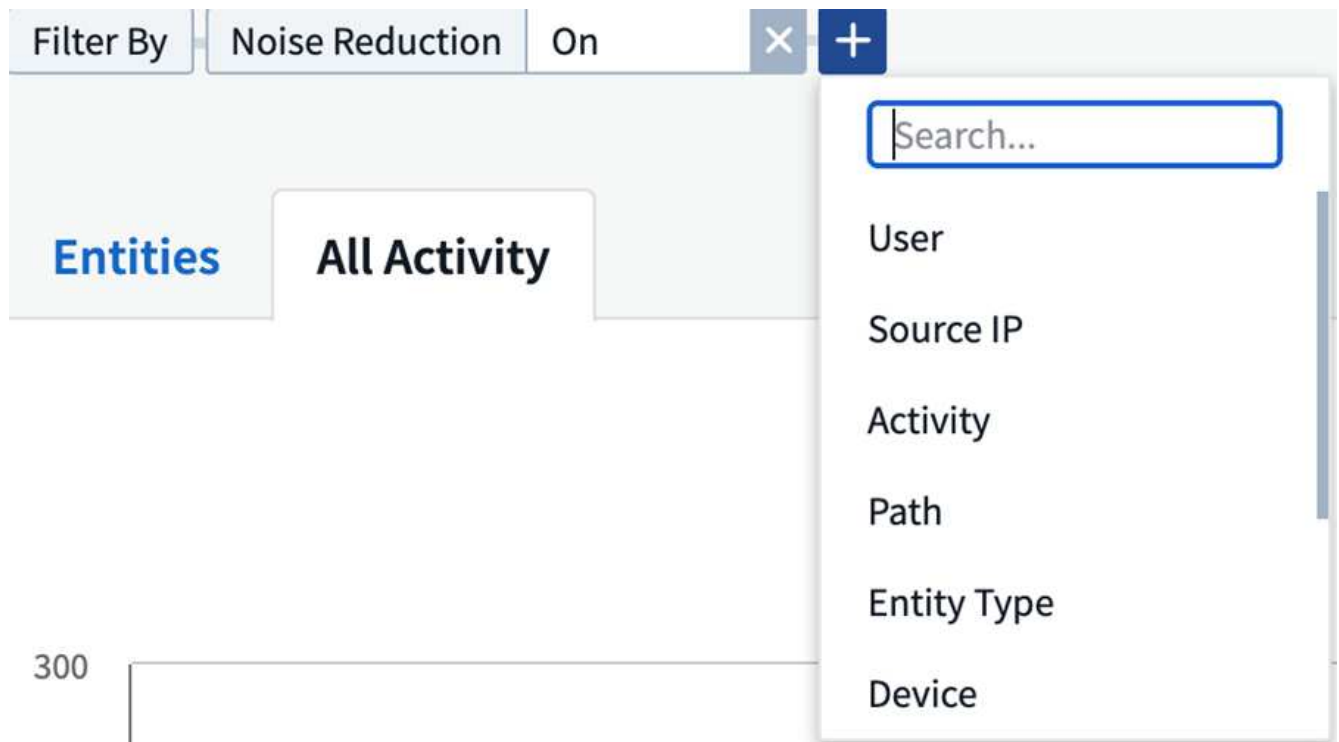 Filter By Noise Reduction On × +
Search...
User
Entities All Activity
Source IP
Activity
Path
Entity Type
300
Device